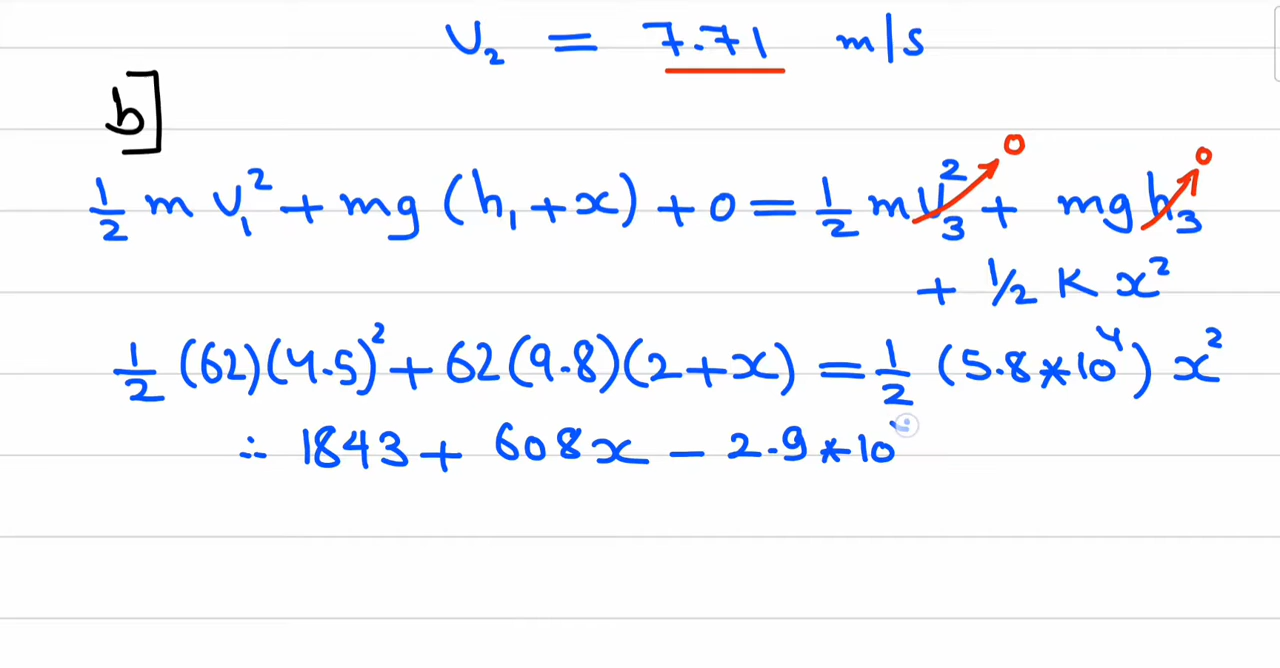 v₂ = 7.71 m/s
b]
½ m v₁² + mg (h₁ + x) + 0 = ½ m v₃² 0 + mg h₃ 0
+ ½ K x²
½ (62)(4.5)² + 62(9.8)(2+x) = ½ (5.8*10⁴) x²
∴ 1843 + 608x - 2.9*10